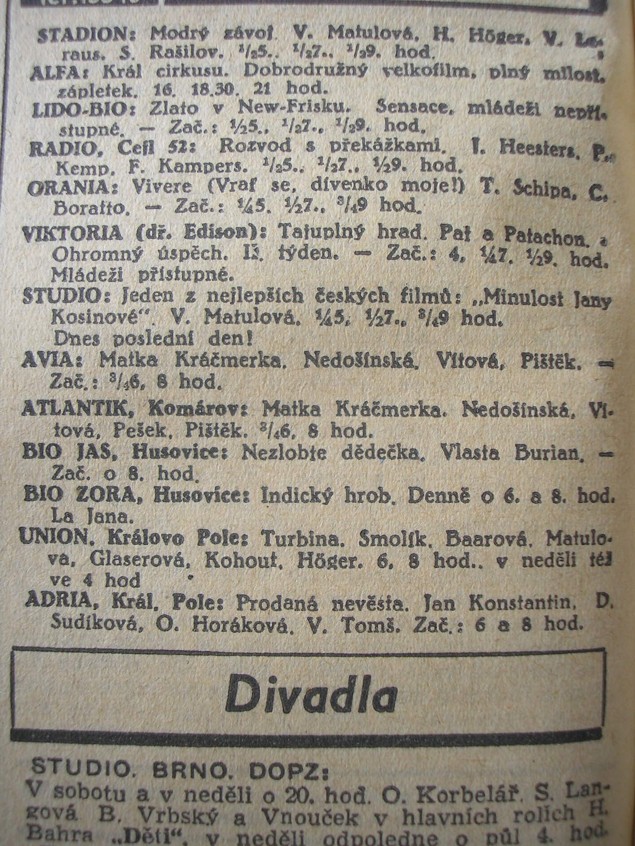 STADION: Modrý závoj. V. Matulová, H. Höger, V. Le-
raus. S. Rašilov. ½5.. ½7.. ½9. hod.
ALFA: Král cirkusu. Dobrodružný velkofilm, plný milost.
zápletek. 16. 18.30. 21 hod.
LIDO-BIO: Zlato v New-Frisku. Sensace, mládeži nepří-
stupné. — Zač.: ½5.. ½7.. ½9. hod.
RADIO, Cejl 52: Rozvod s překážkami. J. Heesters, P.
Kemp, F. Kampers. ½5.. ½7.. ½9. hod.
ORANIA: Vivere (Vrať se, dívenko moje!) T. Schipa, C.
Boratto. — Zač.: ¼5. ½7.. ¾9 hod.
VIKTORIA (dř. Edison): Tajuplný hrad. Pat a Patachon.
Ohromný úspěch. II. týden. — Zač.: 4, ¼7. ½9. hod.
Mládeži přístupné.
STUDIO: Jeden z nejlepších českých filmů: „Minulost Jany
Kosinové". V. Matulová. ¼5, ½7.. ¾9 hod.
Dnes poslední den!
AVIA: Matka Kráčmerka. Nedošínská, Vítová, Pištěk. —
Zač.: ¾6, 8 hod.
ATLANTIK, Komárov: Matka Kráčmerka. Nedošínská, Ví-
tová, Pešek, Pištěk. ¾6. 8 hod.
BIO JAS, Husovice: Nezlobte dědečka. Vlasta Burian. —
Zač. o 8. hod.
BIO ZORA, Husovice: Indický hrob. Denně o 6. a 8. hod.
La Jana.
UNION. Královo Pole: Turbina. Smolík. Baarová. Matulo-
va, Glaserová, Kohout, Höger. 6, 8 hod.. v neděli též
ve 4 hod
ADRIA, Král. Pole: Prodaná nevěsta. Jan Konstantin, D.
Sudíková, O. Horáková. V. Tomš. Zač.: 6 a 8 hod.
Divadla
STUDIO. BRNO. DOPZ:
V sobotu a v neděli o 20. hod. O. Korbelář. S. Lan-
gová B. Vrbský a Vnouček v hlavních rolích H.
Bahra „Děti". v neděli odpoledne o půl 4. hod.